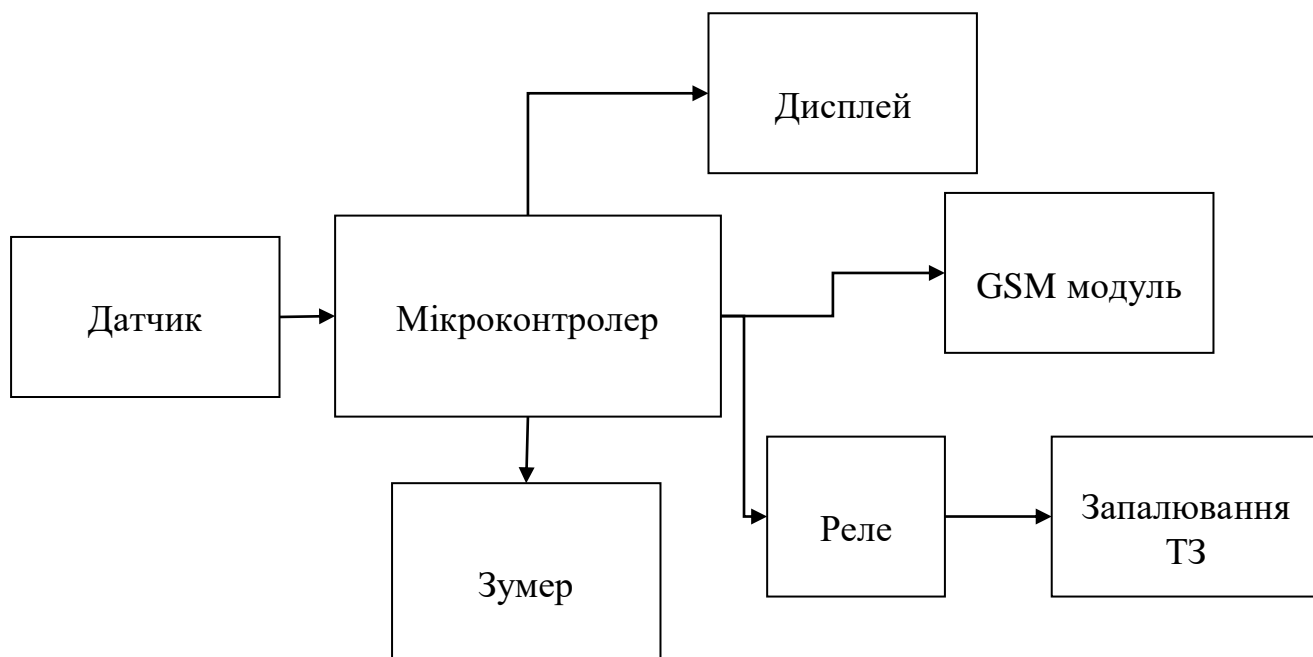 Дисплей
GSM модуль
Датчик
Мікроконтролер
Реле
Запалювання
ТЗ
Зумер